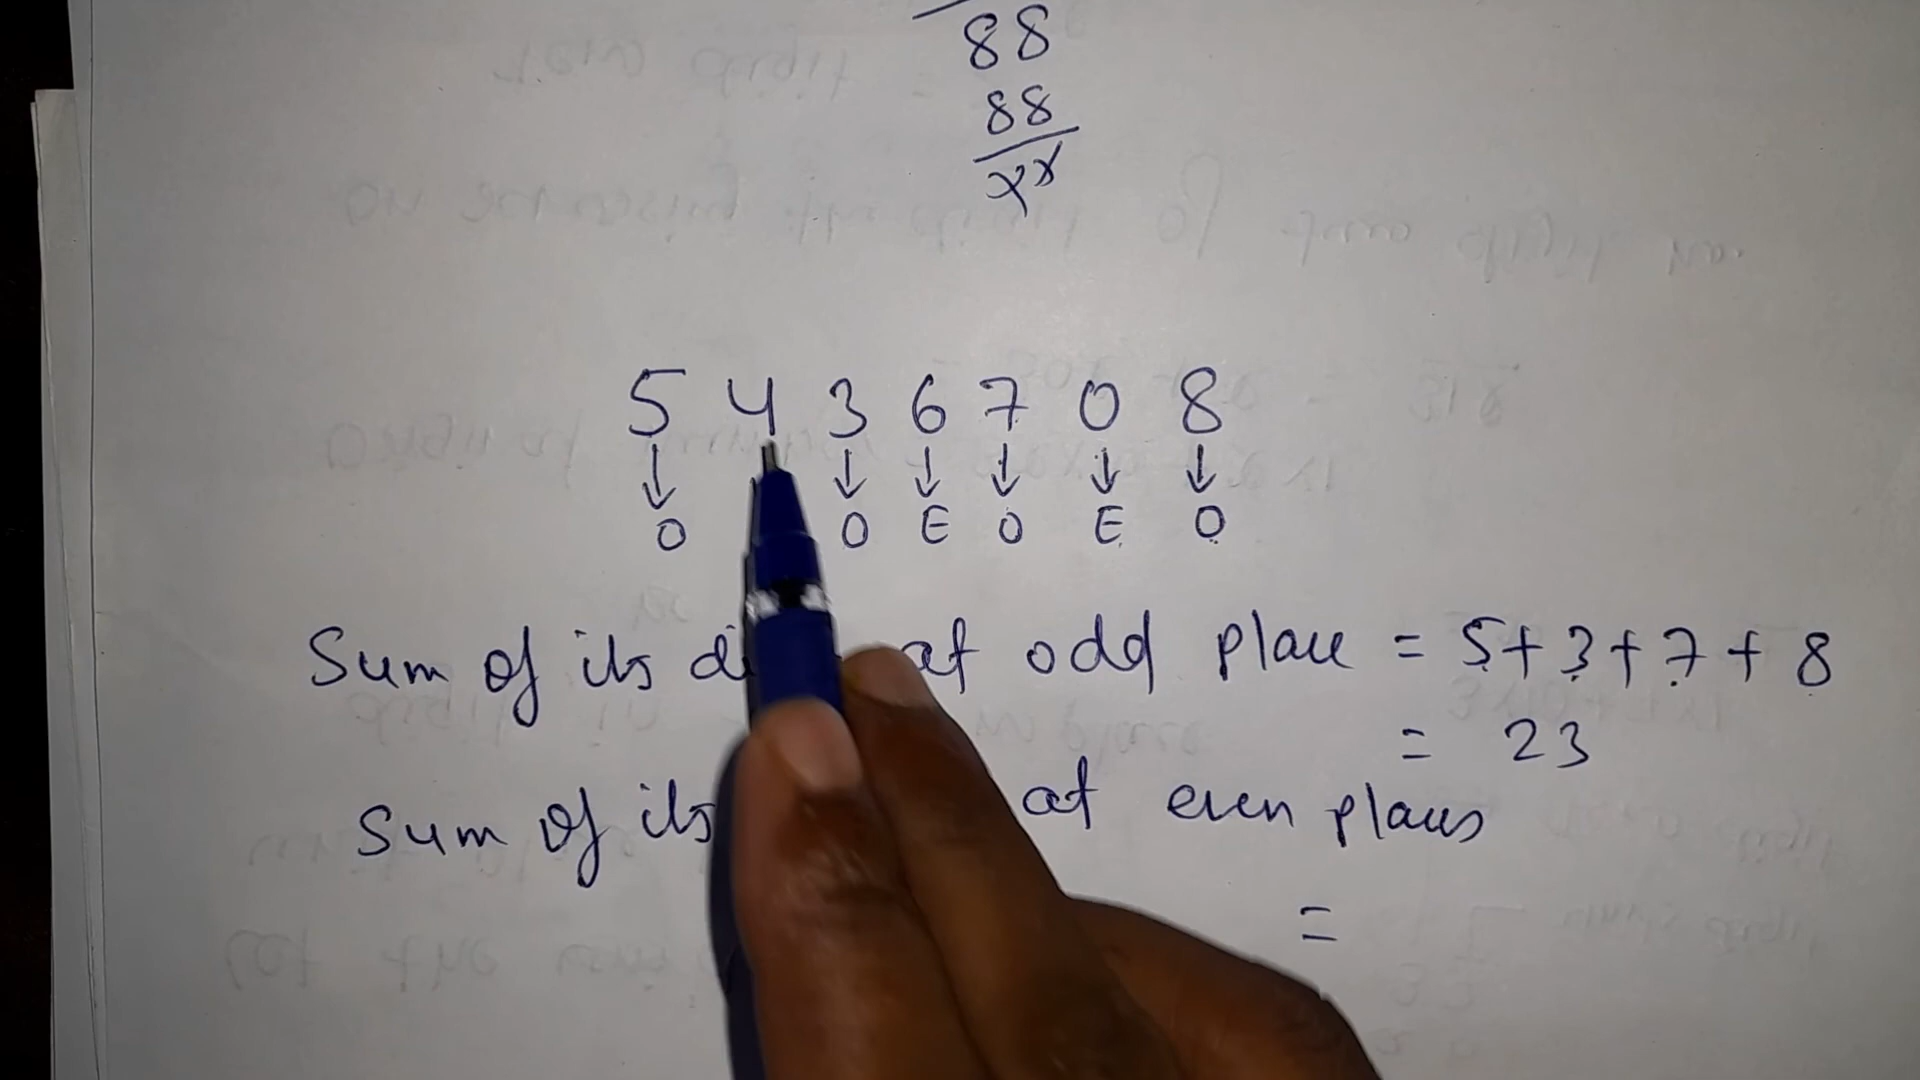 88
88
xx
5 4 3 6 7 0 8
↓ ↓ ↓ ↓ ↓ ↓
O O E O E O
Sum of its at odd place = 5+3+7+8
= 23
Sum of its at even places
=